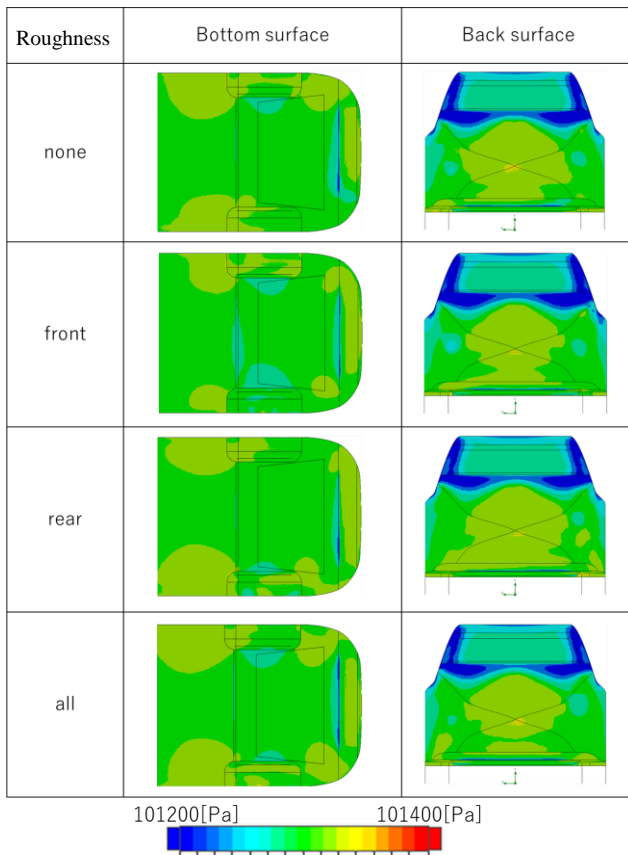 Roughness Bottom surface Back surface
none
front
rear
all
101200[Pa] 101400[Pa]